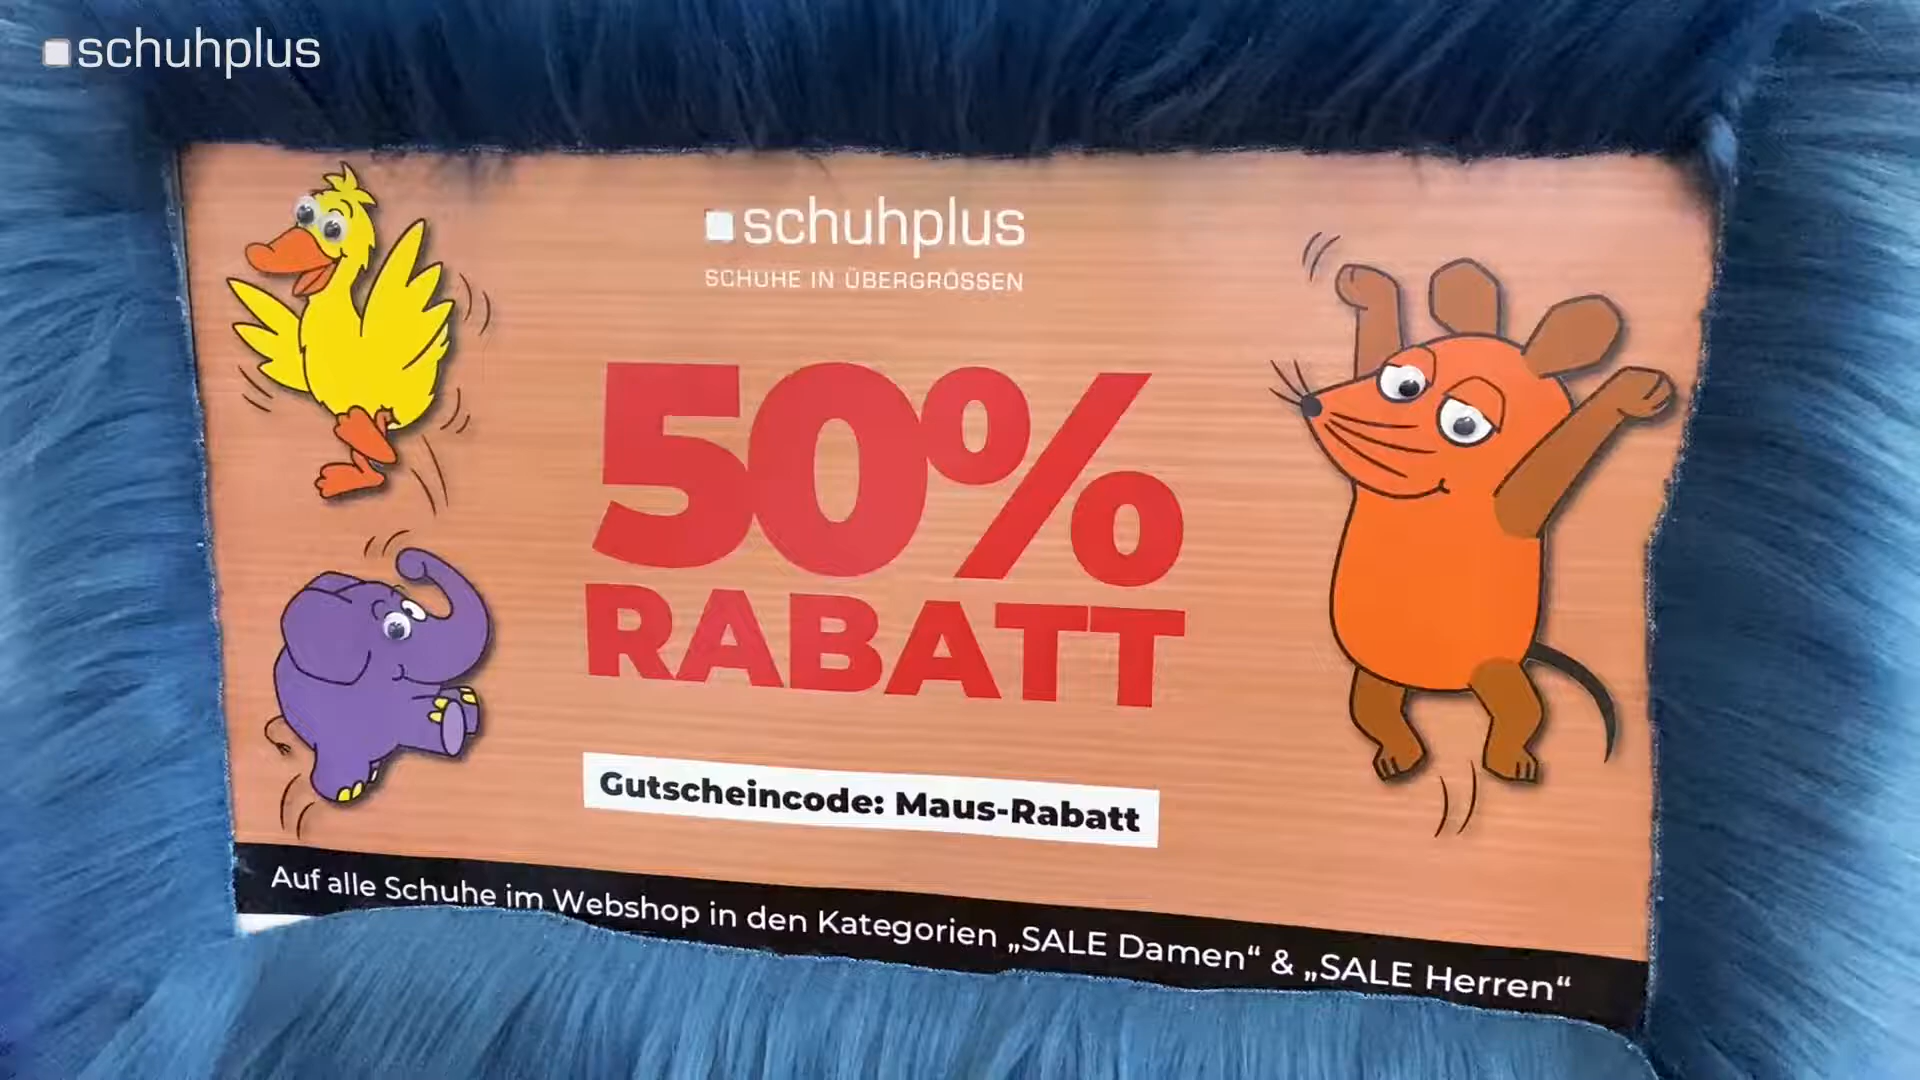 schuhplus
schuhplus
SCHUHE IN ÜBERGRÖSSEN
50%
RABATT
Gutscheincode: Maus-Rabatt
Auf alle Schuhe im Webshop in den Kategorien „SALE Damen“ & „SALE Herren“